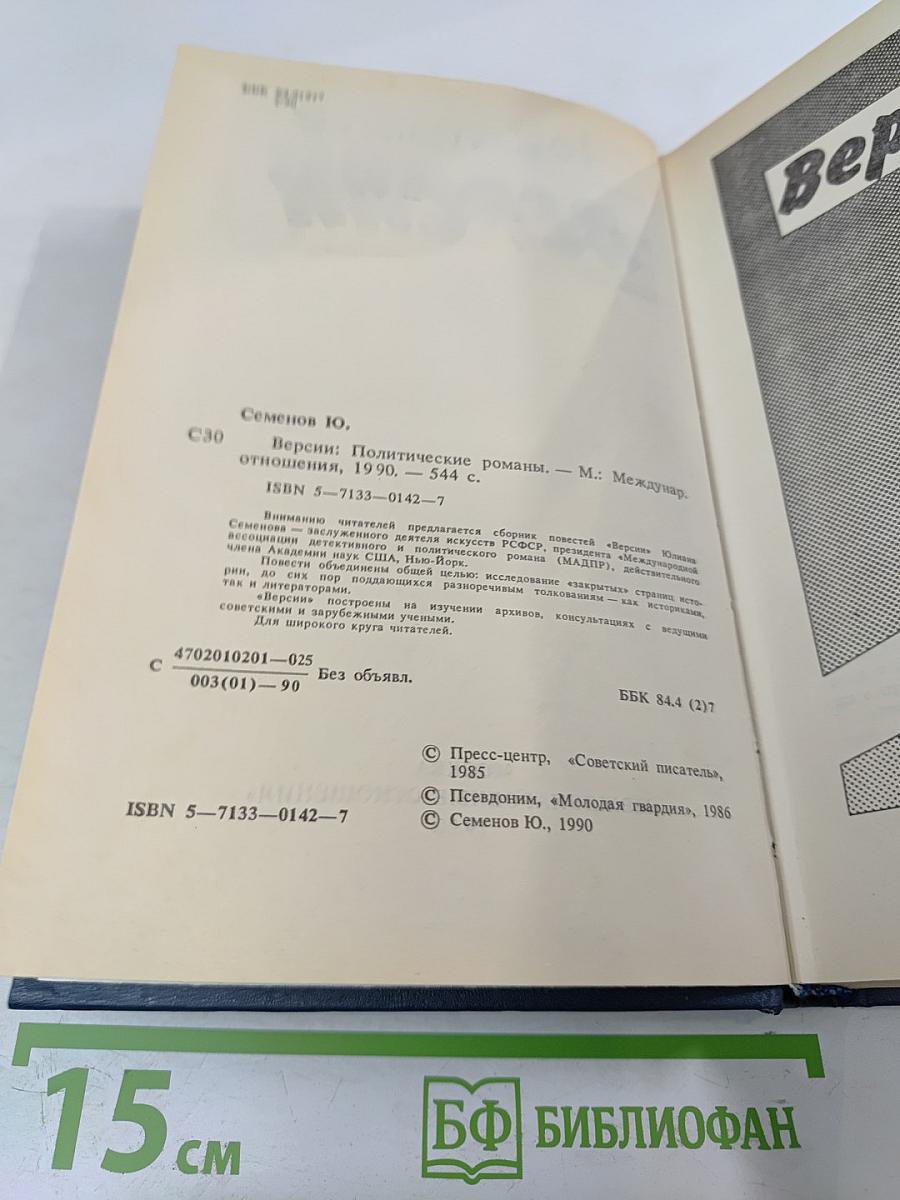 Вер
Семенов Ю.
С30
Версии: Политические романы. — М.: Междунар.
отношения, 1990. — 544 с.
ISBN 5—7133—0142—7
Вниманию читателей предлагается сборник повестей «Версии» Юлиана
Семенова — заслуженного деятеля искусств РСФСР, президента «Международной
ассоциации детективного и политического романа (МАДПР), действительного
члена Академии наук США, Нью-Йорк.
Повести объединены общей целью: исследование «закрытых» страниц исто-
рии, до сих пор поддающихся разноречивым толкованиям — как историками,
так и литераторами.
«Версии» построены на изучении архивов, консультациях с ведущими
советскими и зарубежными учеными.
Для широкого круга читателей.
С 4702010201—025
003(01)—90 Без объявл.
ББК 84.4 (2)7
© Пресс-центр, «Советский писатель»,
1985
© Псевдоним, «Молодая гвардия», 1986
ISBN 5—7133—0142—7
© Семенов Ю., 1990
15 см
БФ БИБЛИОФАН